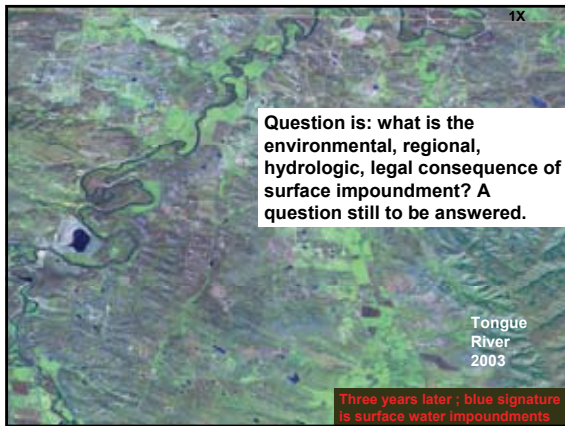 1X
Question is: what is the
environmental, regional,
hydrologic, legal consequence of
surface impoundment? A
question still to be answered.
Tongue
River
2003
Three years later ; blue signature
is surface water impoundments